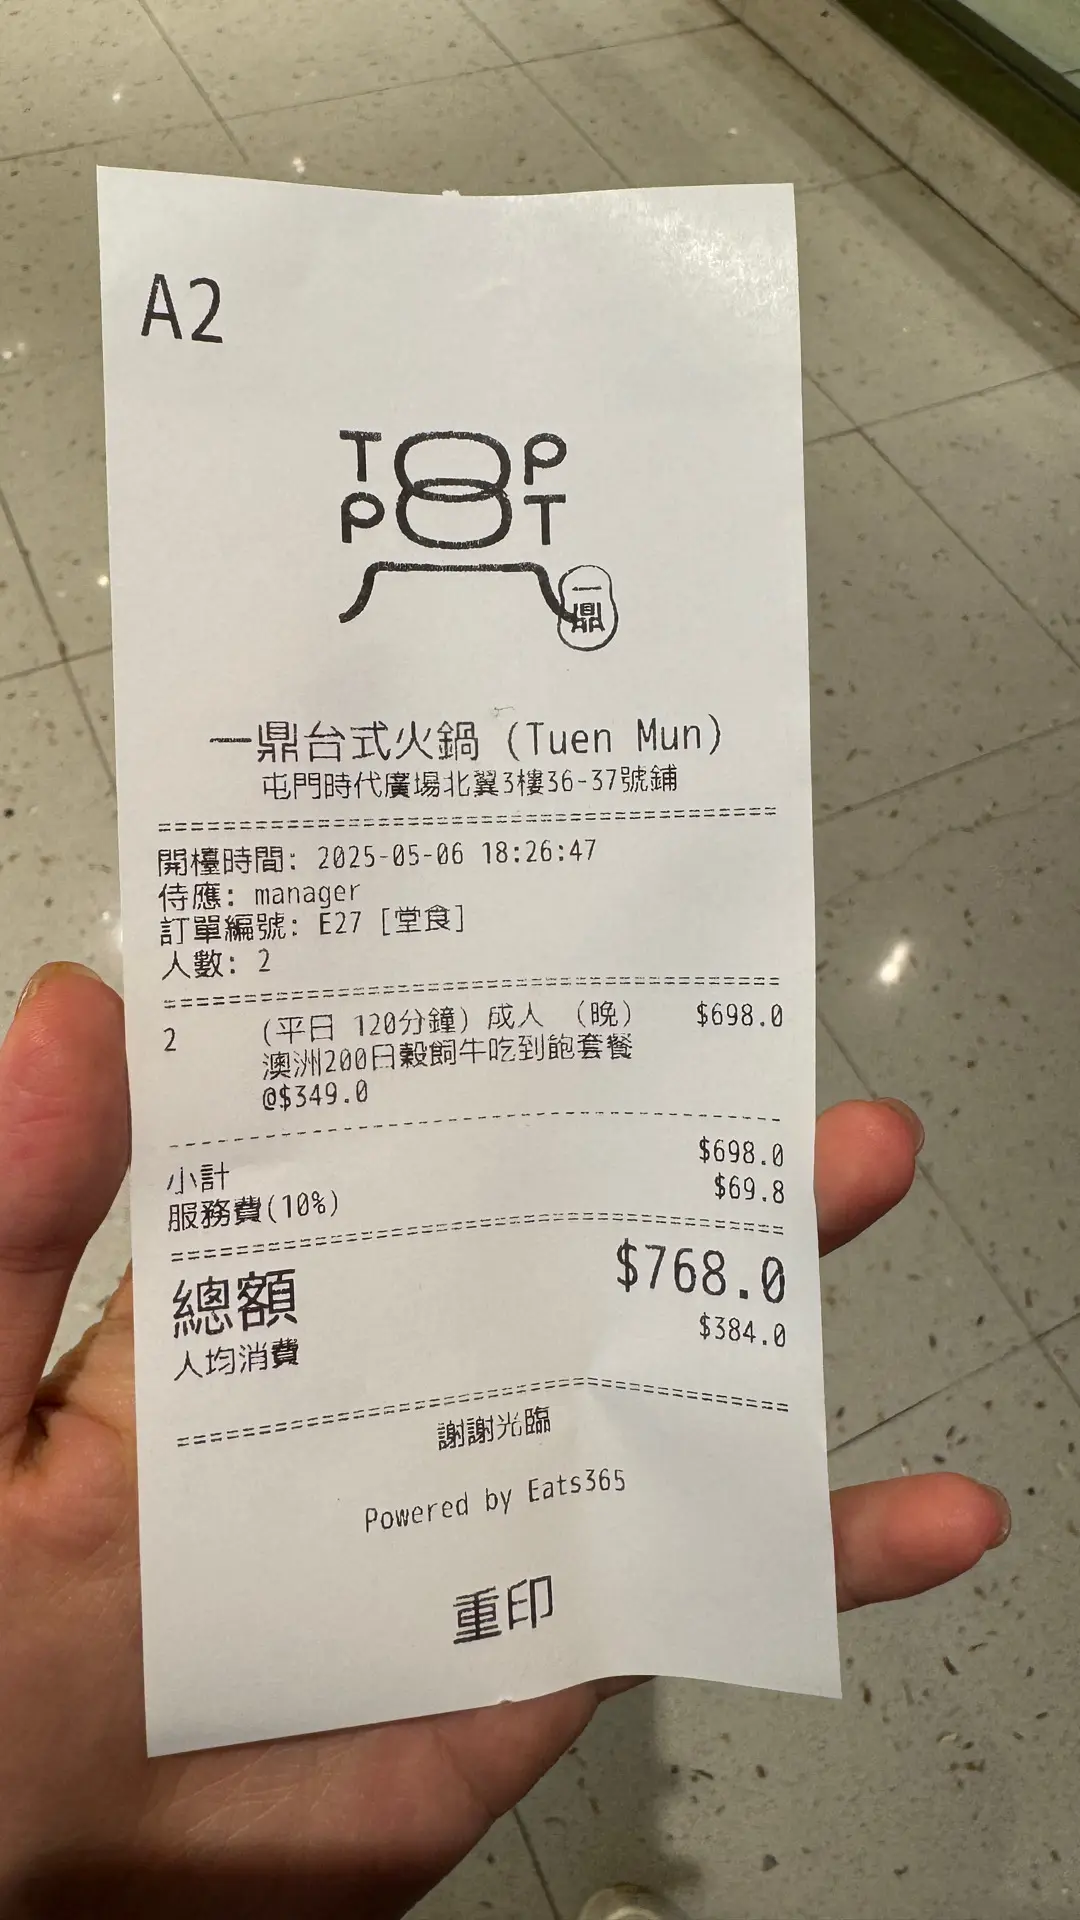 A2
TOP
POT
一鼎
一鼎台式火鍋 (Tuen Mun)
屯門時代廣場北翼3樓36-37號鋪
開檯時間: 2025-05-06 18:26:47
侍應: manager
訂單編號: E27 [堂食]
人數: 2
2 (平日 120分鐘) 成人 (晚) $698.0
澳洲200日穀飼牛吃到飽套餐
@$349.0
小計 $698.0
服務費(10%) $69.8
總額 $768.0
人均消費 $384.0
謝謝光臨
Powered by Eats365
重印